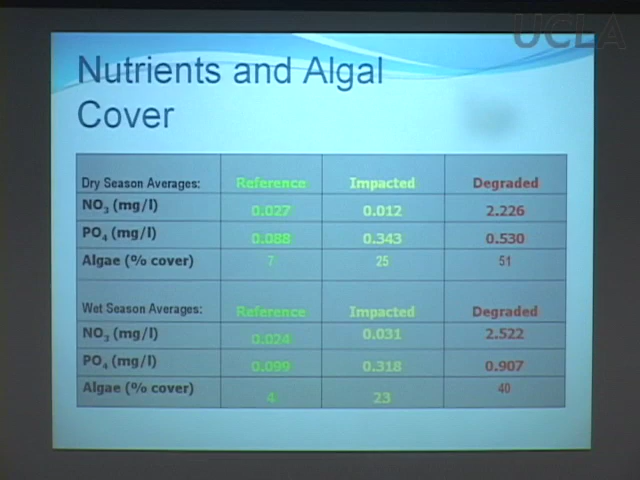 UCLA
Nutrients and Algal
Cover
Dry Season Averages: Reference Impacted Degraded
NO3 (mg/l) 0.027 0.012 2.226
PO4 (mg/l) 0.088 0.343 0.530
Algae (% cover) 7 25 51
Wet Season Averages: Reference Impacted Degraded
NO3 (mg/l) 0.024 0.031 2.522
PO4 (mg/l) 0.099 0.318 0.907
Algae (% cover) 4 23 40